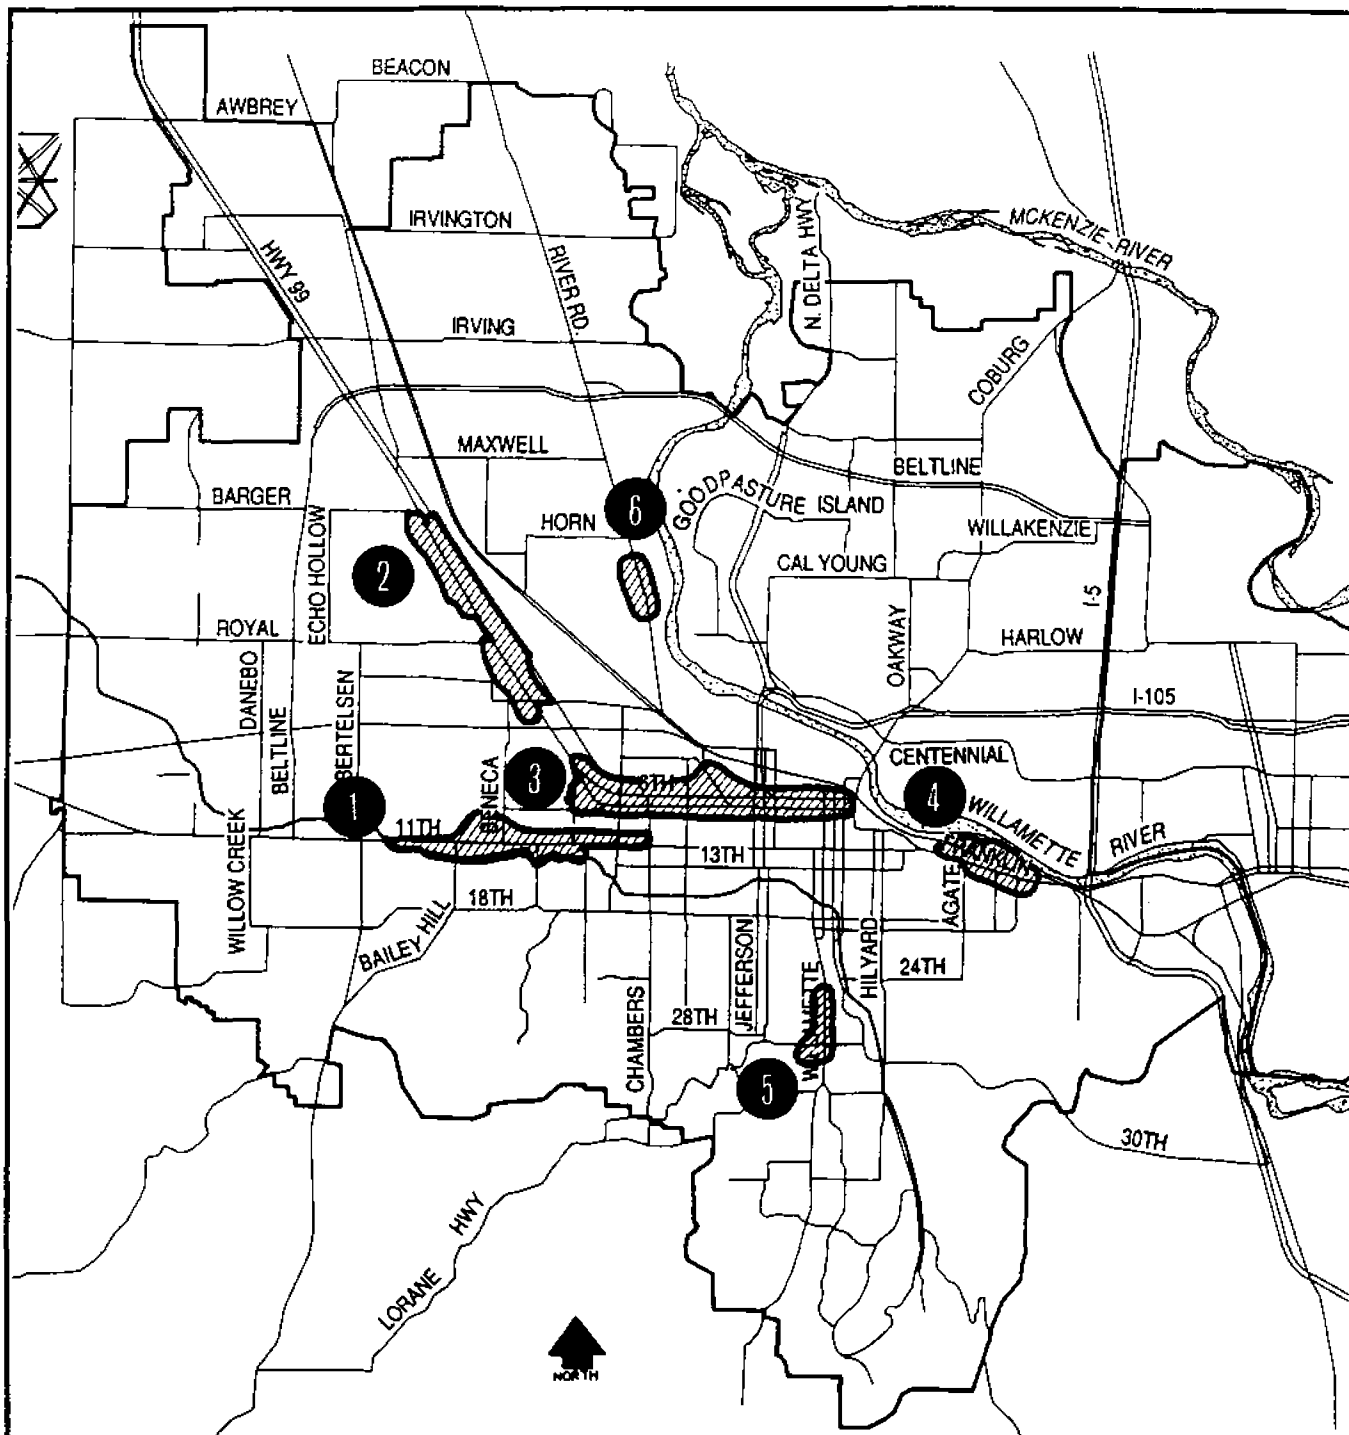 BEACON
AWBREY
IRVINGTON
HWY 99
RIVER RD.
N. DELTA HWY
MCKENZIE RIVER
IRVING
COBURG
MAXWELL
BELTLINE
BARGER
6
GOODPASTURE ISLAND
HORN
WILLAKENZIE
ECHO HOLLOW
2
CAL YOUNG
I-5
ROYAL
OAKWAY
HARLOW
DANEBO
BELTLINE
BERTELSEN
I-105
CENTENNIAL
3
4
1
11TH
WILLAMETTE
RIVER
13TH
FRANKLIN
WILLOW CREEK
18TH
AGATE
BAILEY HILL
JEFFERSON
HILYARD
24TH
CHAMBERS
28TH
WILLAMETTE
5
30TH
LORANE HWY
NORTH